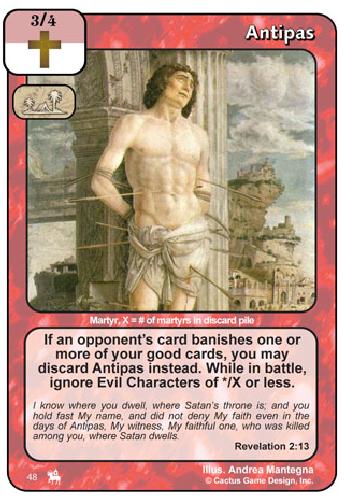 3/4
Antipas
Martyr, X = # of martyrs in discard pile
If an opponent's card banishes one or
more of your good cards, you may
discard Antipas instead. While in battle,
ignore Evil Characters of */X or less.
I know where you dwell, where Satan's throne is; and you
hold fast My name, and did not deny My faith even in the
days of Antipas, My witness, My faithful one, who was killed
among you, where Satan dwells.
Revelation 2:13
Illus. Andrea Mantegna
48
© Cactus Game Design, Inc.